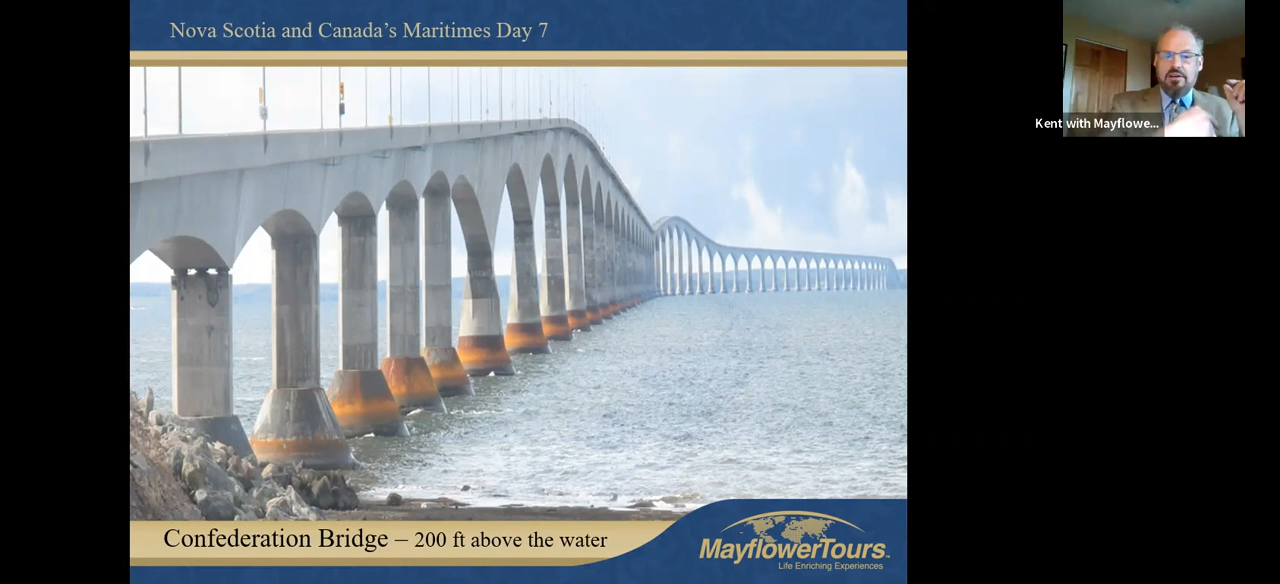 Nova Scotia and Canada's Maritimes Day 7
Kent with Mayflowe...
Confederation Bridge – 200 ft above the water
MayflowerTours
Life Enriching Experiences